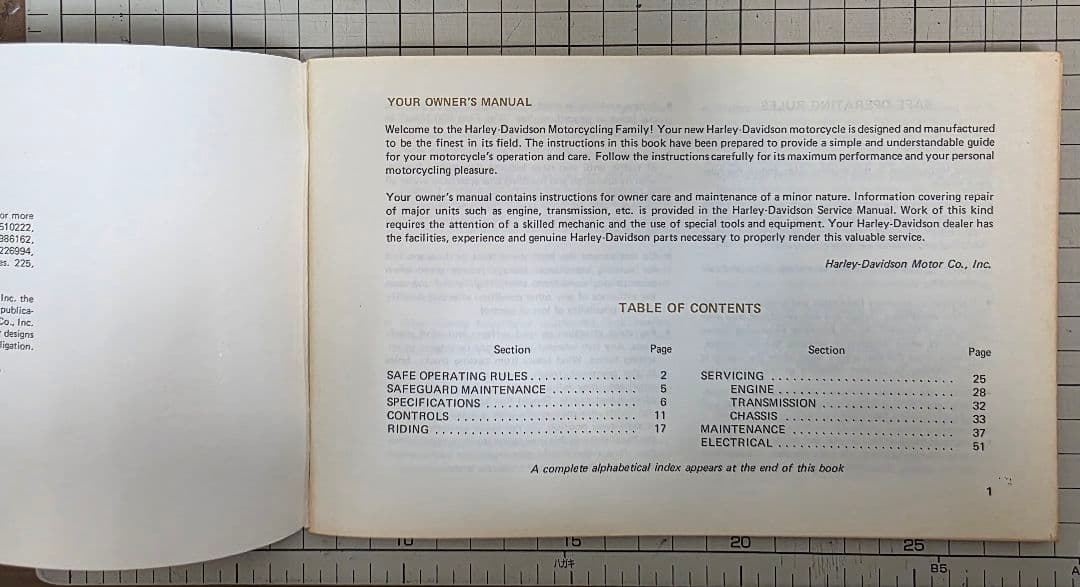 or more
510222,
986162,
226994,
es. 225,
Inc. the
publica-
Co., Inc.
designs
ligation.
YOUR OWNER'S MANUAL
Welcome to the Harley-Davidson Motorcycling Family! Your new Harley-Davidson motorcycle is designed and manufactured
to be the finest in its field. The instructions in this book have been prepared to provide a simple and understandable guide
for your motorcycle's operation and care. Follow the instructions carefully for its maximum performance and your personal
motorcycling pleasure.
Your owner's manual contains instructions for owner care and maintenance of a minor nature. Information covering repair
of major units such as engine, transmission, etc. is provided in the Harley-Davidson Service Manual. Work of this kind
requires the attention of a skilled mechanic and the use of special tools and equipment. Your Harley-Davidson dealer has
the facilities, experience and genuine Harley-Davidson parts necessary to properly render this valuable service.
Harley-Davidson Motor Co., Inc.
TABLE OF CONTENTS
Section Page
SAFE OPERATING RULES 2
SAFEGUARD MAINTENANCE 5
SPECIFICATIONS 6
CONTROLS 11
RIDING 17
Section Page
SERVICING 25
ENGINE 28
TRANSMISSION 32
CHASSIS 33
MAINTENANCE 37
ELECTRICAL 51
A complete alphabetical index appears at the end of this book
1
10 15 20 25
ハガキ B5 A